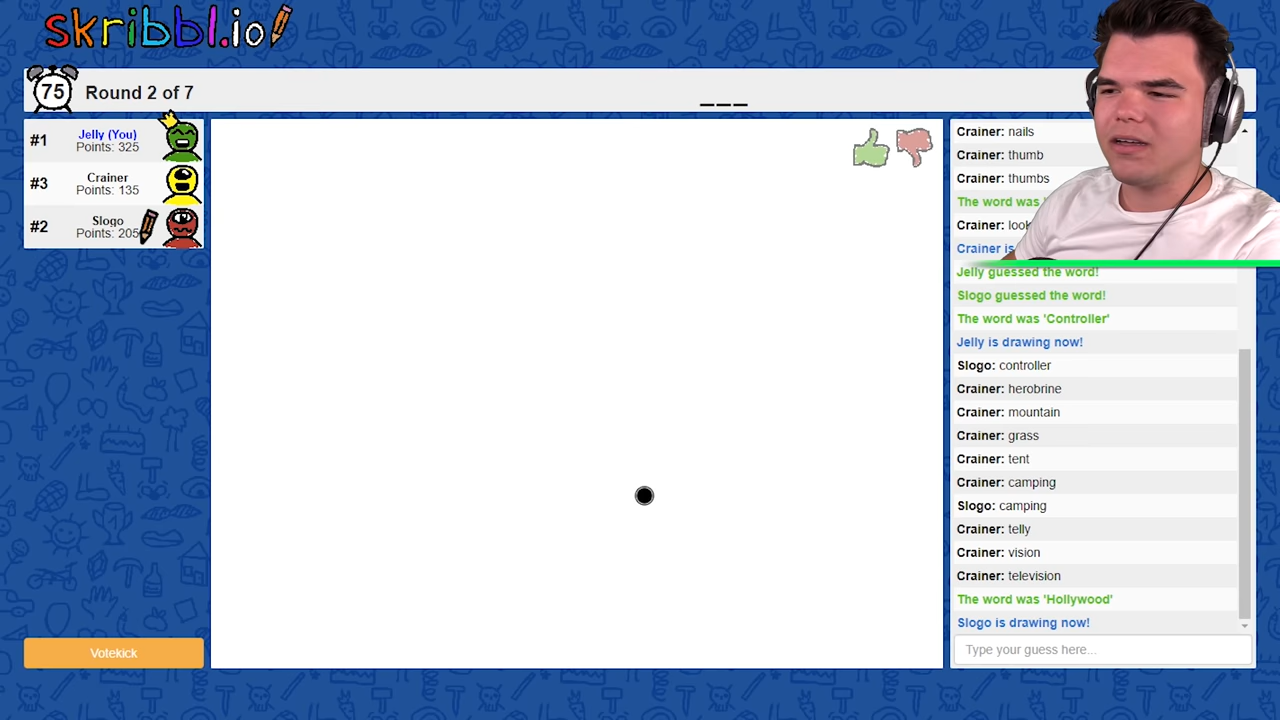 skribbl.io
75
Round 2 of 7
_ _ _
#1
Jelly (You)
Points: 325
#3
Crainer
Points: 135
#2
Slogo
Points: 205
Crainer: nails
Crainer: thumb
Crainer: thumbs
The word was
Crainer:
Crainer is
Jelly guessed the word!
Slogo guessed the word!
The word was 'Controller'
Jelly is drawing now!
Slogo: controller
Crainer: herobrine
Crainer: mountain
Crainer: grass
Crainer: tent
Crainer: camping
Slogo: camping
Crainer: telly
Crainer: vision
Crainer: television
The word was 'Hollywood'
Slogo is drawing now!
Type your guess here...
Votekick